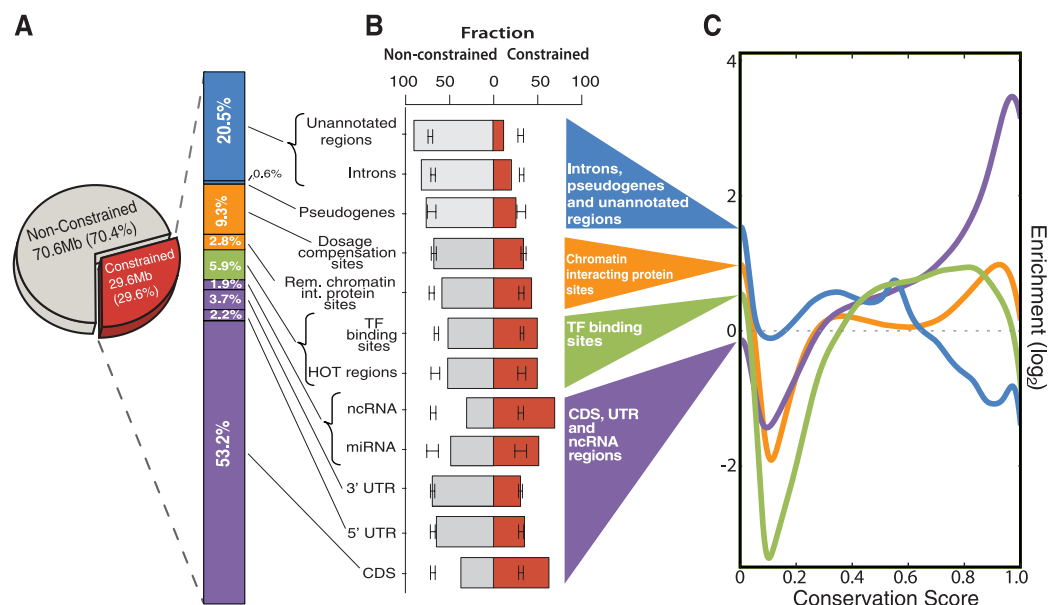 A
Non-Constrained
70.6Mb (70.4%)
Constrained
29.6Mb
(29.6%)
20.5%
0.6%
9.3%
2.8%
5.9%
1.9%
3.7%
2.2%
53.2%
B
Fraction
Non-constrained Constrained
100 50 0 50 100
Unannotated
regions
Introns
Pseudogenes
Dosage
compensation
sites
Rem. chromatin
int. protein
sites
TF
binding
sites
HOT regions
ncRNA
miRNA
3' UTR
5' UTR
CDS
Introns,
pseudogenes
and unannotated
regions
Chromatin
interacting protein
sites
TF binding
sites
CDS, UTR
and
ncRNA
regions
C
4
2
0
-2
0 0.2 0.4 0.6 0.8 1.0
Conservation Score
Enrichment (log2)